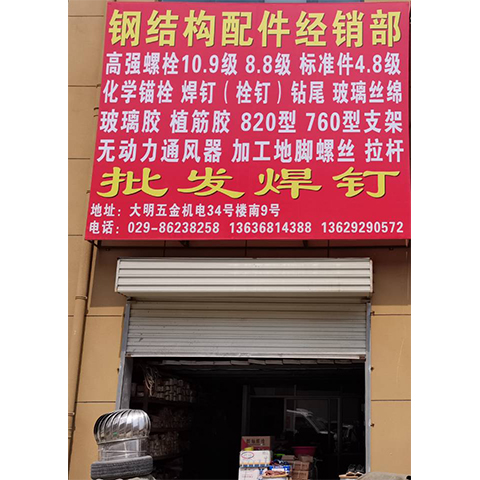 钢结构配件经销部
高强螺栓10.9级 8.8级 标准件4.8级
化学锚栓 焊钉（栓钉）钻尾 玻璃丝绵
玻璃胶 植筋胶 820型 760型支架
无动力通风器 加工地脚螺丝 拉杆
批发焊钉
地址：大明五金机电34号楼南9号
电话：029-86238258 13636814388 13629290572